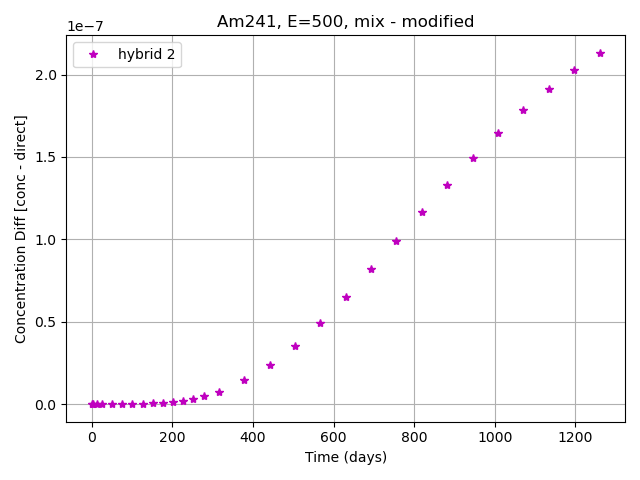 Am241, E=500, mix - modified
1e−7
hybrid 2
2.0
1.5
1.0
0.5
0.0
Concentration Diff [conc - direct]
0 200 400 600 800 1000 1200
Time (days)